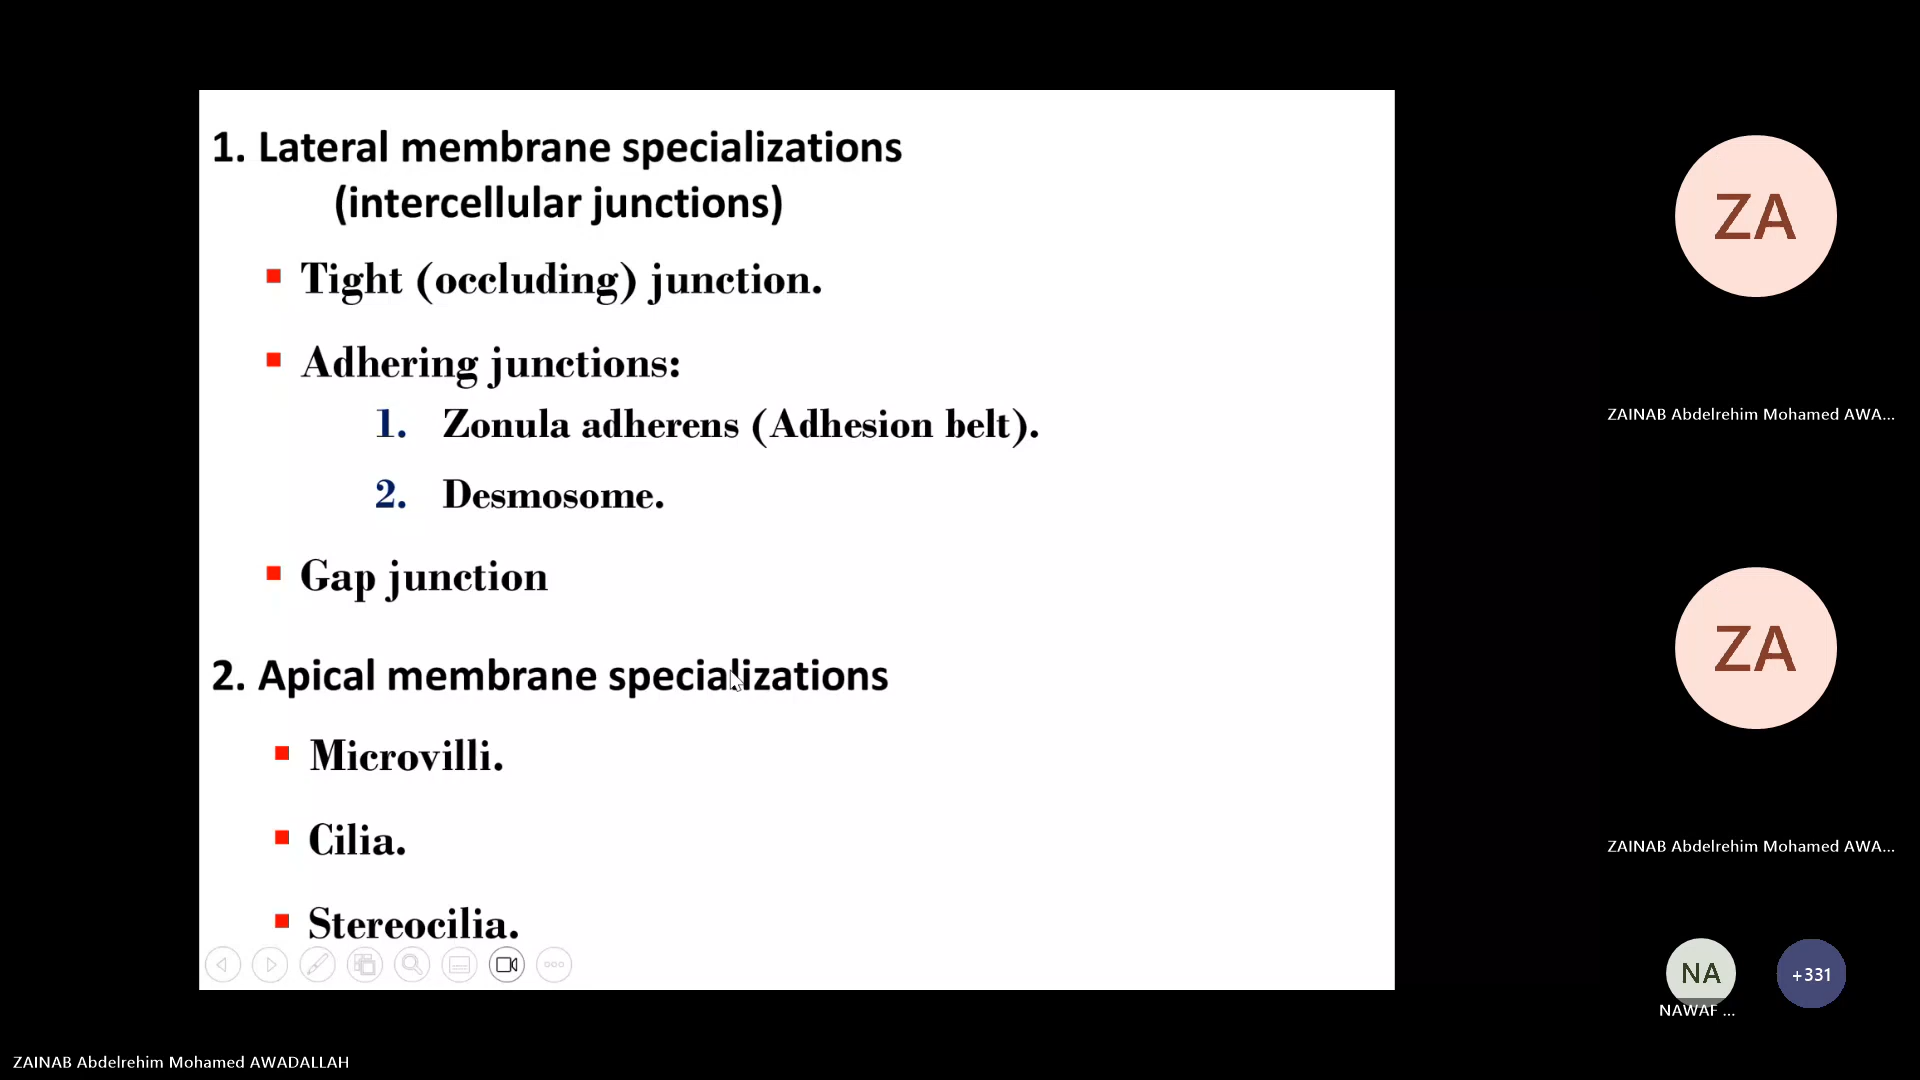 1. Lateral membrane specializations
(intercellular junctions)
Tight (occluding) junction.
Adhering junctions:
1. Zonula adherens (Adhesion belt).
2. Desmosome.
Gap junction
2. Apical membrane specializations
Microvilli.
Cilia.
Stereocilia.
ZA
ZAINAB Abdelrehim Mohamed AWA...
ZA
ZAINAB Abdelrehim Mohamed AWA...
NA
+331
NAWAF ...
ZAINAB Abdelrehim Mohamed AWADALLAH